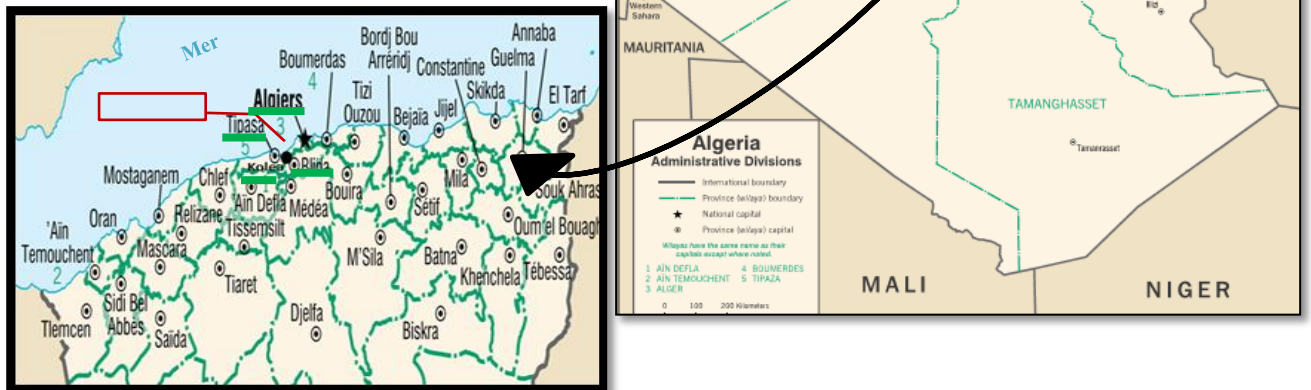 Mer
Boumerdas
4
Algiers
Tipasa
3
5
Kolea
Blida
Tizi
Ouzou
Bordj Bou
Arréridj
Bejaïa
Constantine
Jijel
Skikda
Annaba
Guelma
El Tarf
Mostaganem
Chlef
Boura
Mila
Souk Ahras
'Aïn Defla
Médéa
Sétif
Oran
Relizane
Tissemsilt
Oum el Bouagh
'Aïn
Temouchent
2
Mascara
M'Sila
Batna
Khenchela
Tébessa
Tiaret
Sidi Bel
Abbès
Tlemcen
Saïda
Djelfa
Biskra
Western
Sahara
MAURITANIA
Illizi
TAMANGHASSET
Tamanrasset
Algeria
Administrative Divisions
International boundary
Province (wilaya) boundary
National capital
Province (wilaya) capital
Wilayas have the same name as their
capitals except where noted.
1 AÏN DEFLA 4 BOUMERDES
2 AÏN TEMOUCHENT 5 TIPAZA
3 ALGER
0 100 200 Kilometers
MALI
NIGER